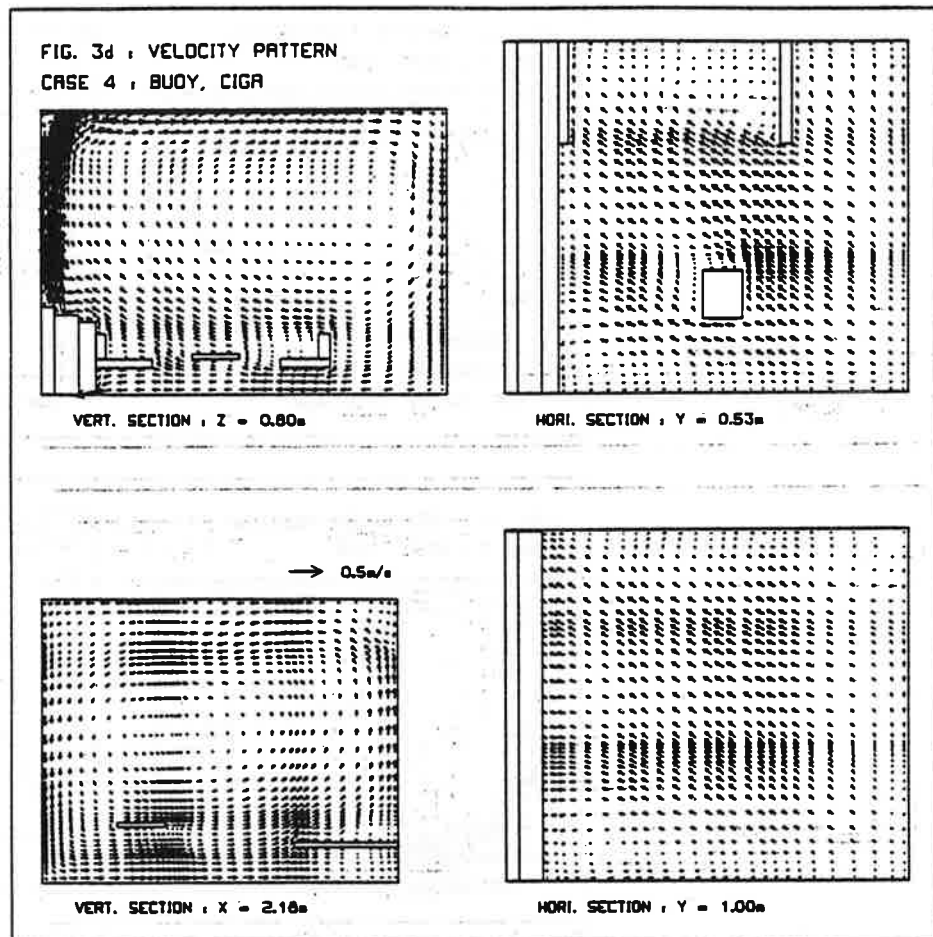 FIG. 3d : VELOCITY PATTERN
CASE 4 : BUOY, CIGA
VERT. SECTION : Z = 0.80m
HORI. SECTION : Y = 0.53m
0.5m/s
VERT. SECTION : X = 2.16m
HORI. SECTION : Y = 1.00m